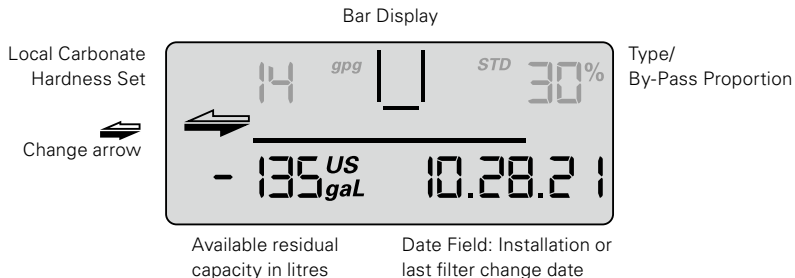 Bar Display
Local Carbonate
Hardness Set
Type/
By-Pass Proportion
14 gpg STD 30%
Change arrow
- 135 US gaL 10.28.21
Available residual
capacity in litres
Date Field: Installation or
last filter change date